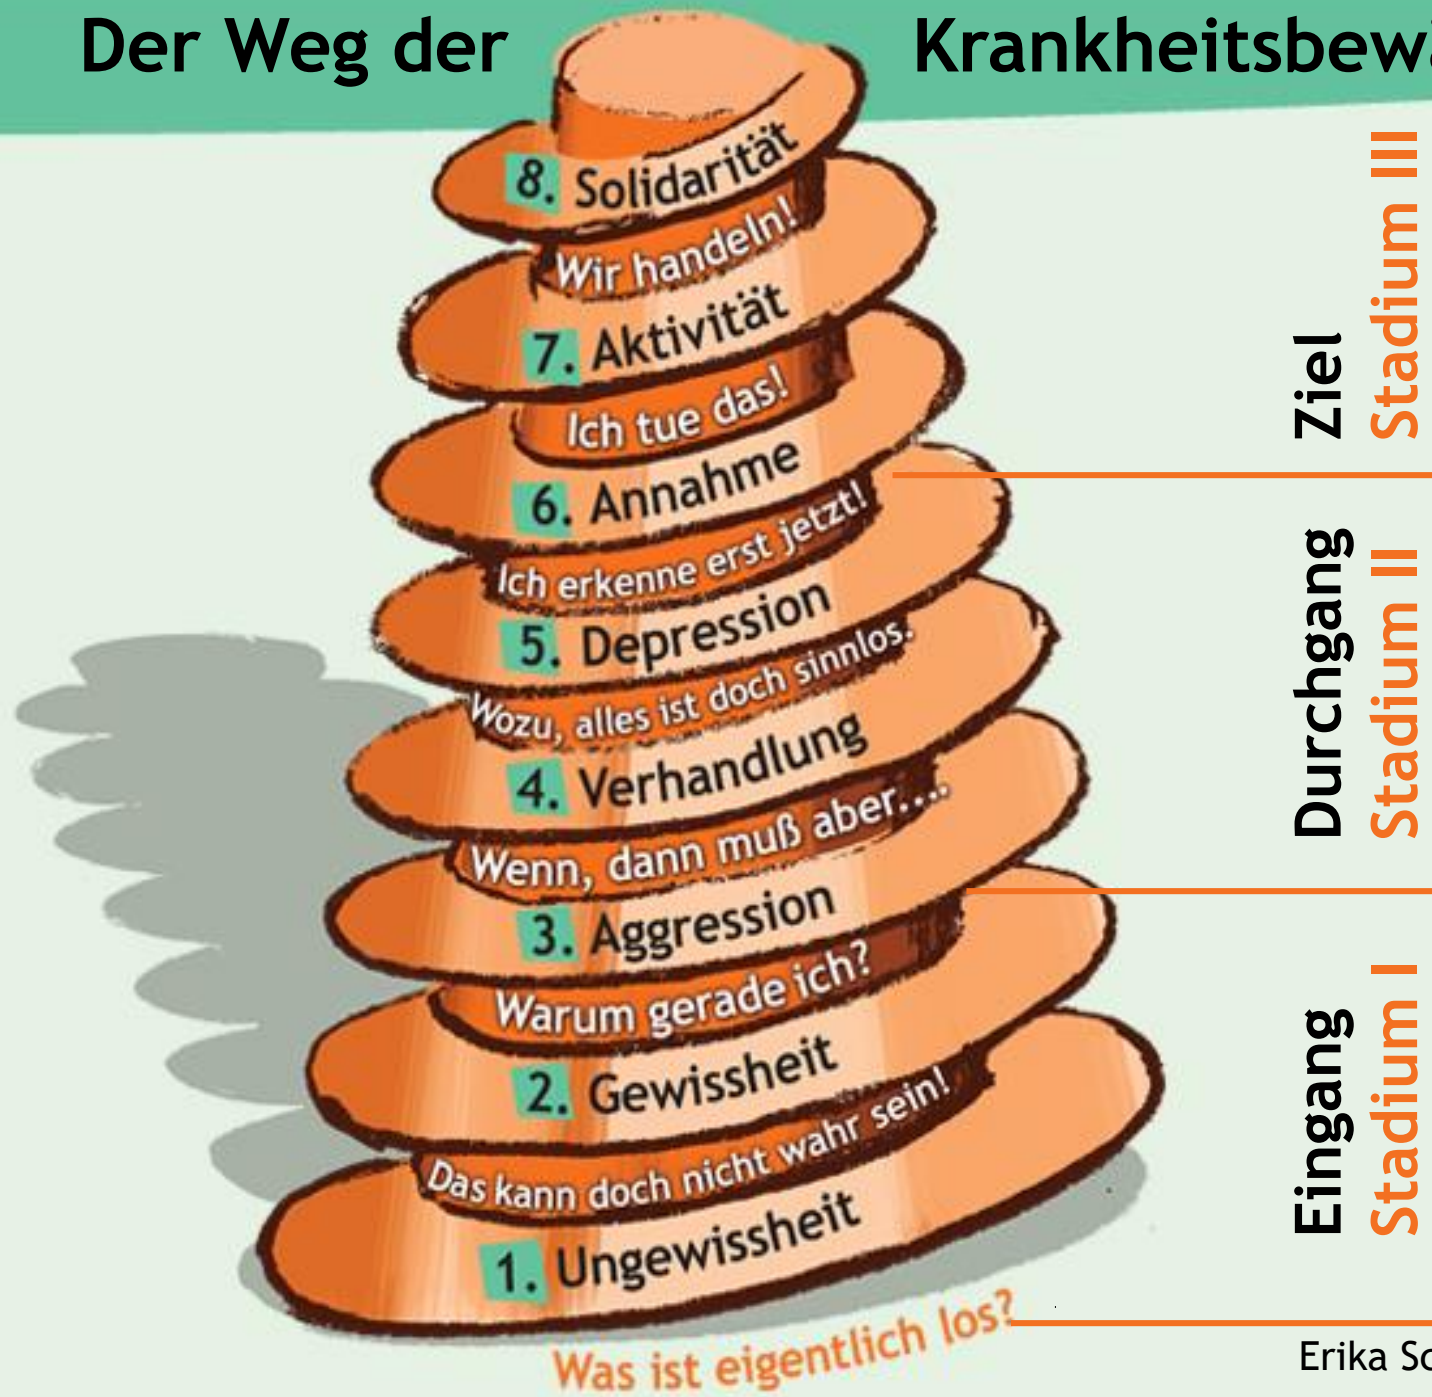 Der Weg der Krankheitsbewä
8. Solidarität
Wir handeln!
7. Aktivität
Ich tue das!
6. Annahme
Ich erkenne erst jetzt!
5. Depression
Wozu, alles ist doch sinnlos.
4. Verhandlung
Wenn, dann muß aber....
3. Aggression
Warum gerade ich?
2. Gewissheit
Das kann doch nicht wahr sein!
1. Ungewissheit
Was ist eigentlich los?
Ziel
Stadium III
Durchgang
Stadium II
Eingang
Stadium I
Erika Sc